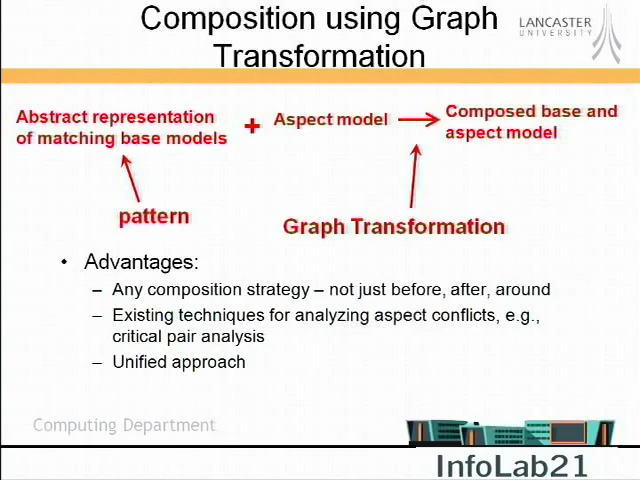 Composition using Graph
Transformation
LANCASTER
UNIVERSITY
Abstract representation
of matching base models
+
Aspect model
Composed base and
aspect model
pattern
Graph Transformation
• Advantages:
– Any composition strategy – not just before, after, around
– Existing techniques for analyzing aspect conflicts, e.g.,
critical pair analysis
– Unified approach
Computing Department
InfoLab21